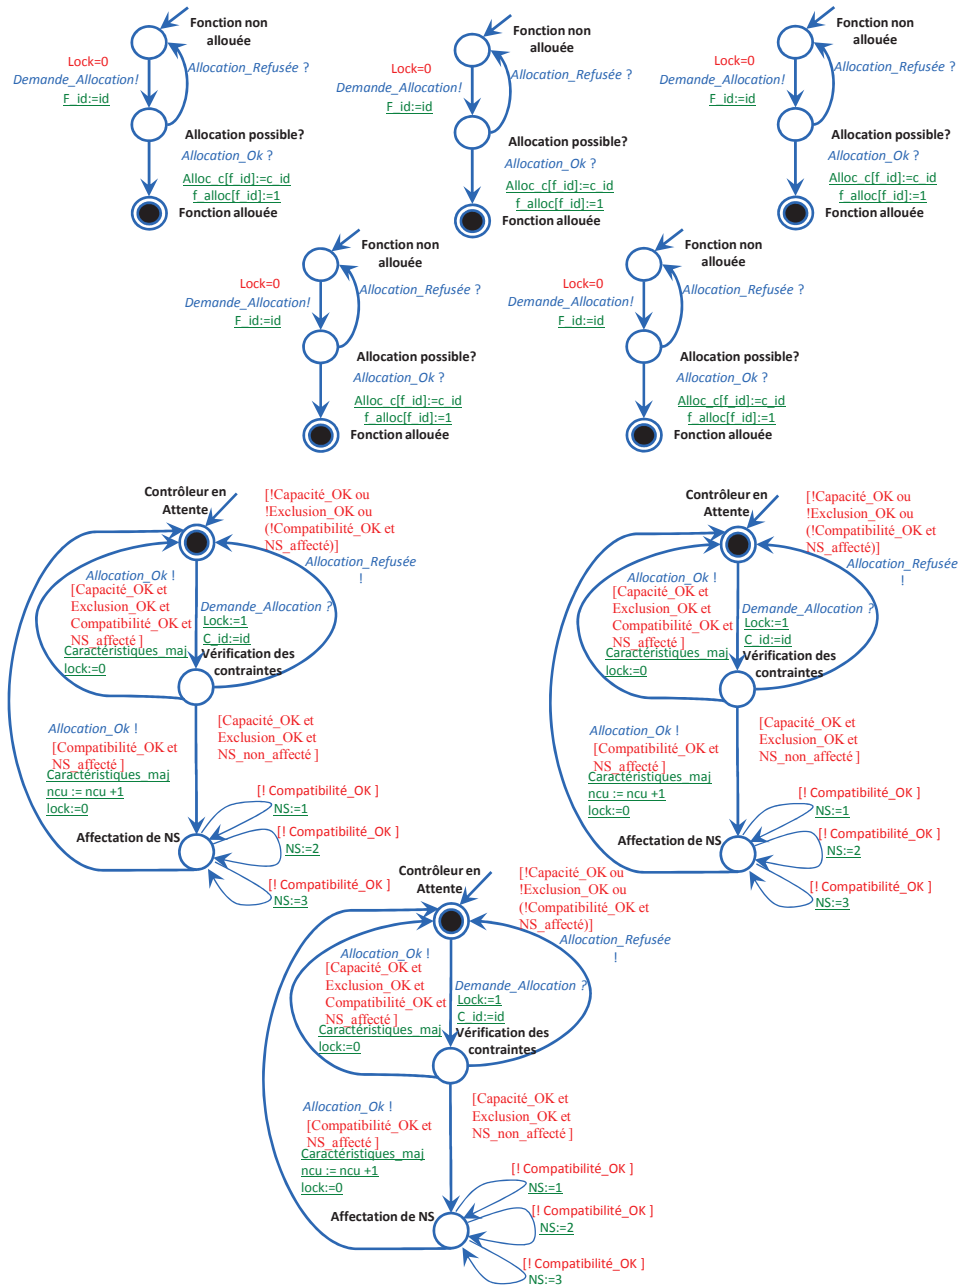 Fonction non
allouée
Lock=0
Demande_Allocation!
F_id:=id
Allocation_Refusée ?
Allocation possible?
Allocation_Ok ?
Alloc_c[f_id]:=c_id
f_alloc[f_id]:=1
Fonction allouée
Fonction non
allouée
Lock=0
Demande_Allocation!
F_id:=id
Allocation_Refusée ?
Allocation possible?
Allocation_Ok ?
Alloc_c[f_id]:=c_id
f_alloc[f_id]:=1
Fonction allouée
Fonction non
allouée
Lock=0
Demande_Allocation!
F_id:=id
Allocation_Refusée ?
Allocation possible?
Allocation_Ok ?
Alloc_c[f_id]:=c_id
f_alloc[f_id]:=1
Fonction allouée
Fonction non
allouée
Lock=0
Demande_Allocation!
F_id:=id
Allocation_Refusée ?
Allocation possible?
Allocation_Ok ?
Alloc_c[f_id]:=c_id
f_alloc[f_id]:=1
Fonction allouée
Fonction non
allouée
Lock=0
Demande_Allocation!
F_id:=id
Allocation_Refusée ?
Allocation possible?
Allocation_Ok ?
Alloc_c[f_id]:=c_id
f_alloc[f_id]:=1
Fonction allouée
Contrôleur en
Attente
[!Capacité_OK ou
!Exclusion_OK ou
(!Compatibilité_OK et
NS_affecté)]
Allocation_Refusée
!
Allocation_Ok !
[Capacité_OK et
Exclusion_OK et
Compatibilité_OK et
NS_affecté ]
Caractéristiques_maj
lock:=0
Demande_Allocation ?
Lock:=1
C_id:=id
Vérification des
contraintes
Allocation_Ok !
[Compatibilité_OK et
NS_affecté ]
Caractéristiques_maj
ncu := ncu +1
lock:=0
[Capacité_OK et
Exclusion_OK et
NS_non_affecté ]
Affectation de NS
[! Compatibilité_OK ]
NS:=1
[! Compatibilité_OK ]
NS:=2
[! Compatibilité_OK ]
NS:=3
Contrôleur en
Attente
[!Capacité_OK ou
!Exclusion_OK ou
(!Compatibilité_OK et
NS_affecté)]
Allocation_Refusée
!
Allocation_Ok !
[Capacité_OK et
Exclusion_OK et
Compatibilité_OK et
NS_affecté ]
Caractéristiques_maj
lock:=0
Demande_Allocation ?
Lock:=1
C_id:=id
Vérification des
contraintes
Allocation_Ok !
[Compatibilité_OK et
NS_affecté ]
Caractéristiques_maj
ncu := ncu +1
lock:=0
[Capacité_OK et
Exclusion_OK et
NS_non_affecté ]
Affectation de NS
[! Compatibilité_OK ]
NS:=1
[! Compatibilité_OK ]
NS:=2
[! Compatibilité_OK ]
NS:=3
Contrôleur en
Attente
[!Capacité_OK ou
!Exclusion_OK ou
(!Compatibilité_OK et
NS_affecté)]
Allocation_Refusée
!
Allocation_Ok !
[Capacité_OK et
Exclusion_OK et
Compatibilité_OK et
NS_affecté ]
Caractéristiques_maj
lock:=0
Demande_Allocation ?
Lock:=1
C_id:=id
Vérification des
contraintes
Allocation_Ok !
[Compatibilité_OK et
NS_affecté ]
Caractéristiques_maj
ncu := ncu +1
lock:=0
[Capacité_OK et
Exclusion_OK et
NS_non_affecté ]
Affectation de NS
[! Compatibilité_OK ]
NS:=1
[! Compatibilité_OK ]
NS:=2
[! Compatibilité_OK ]
NS:=3